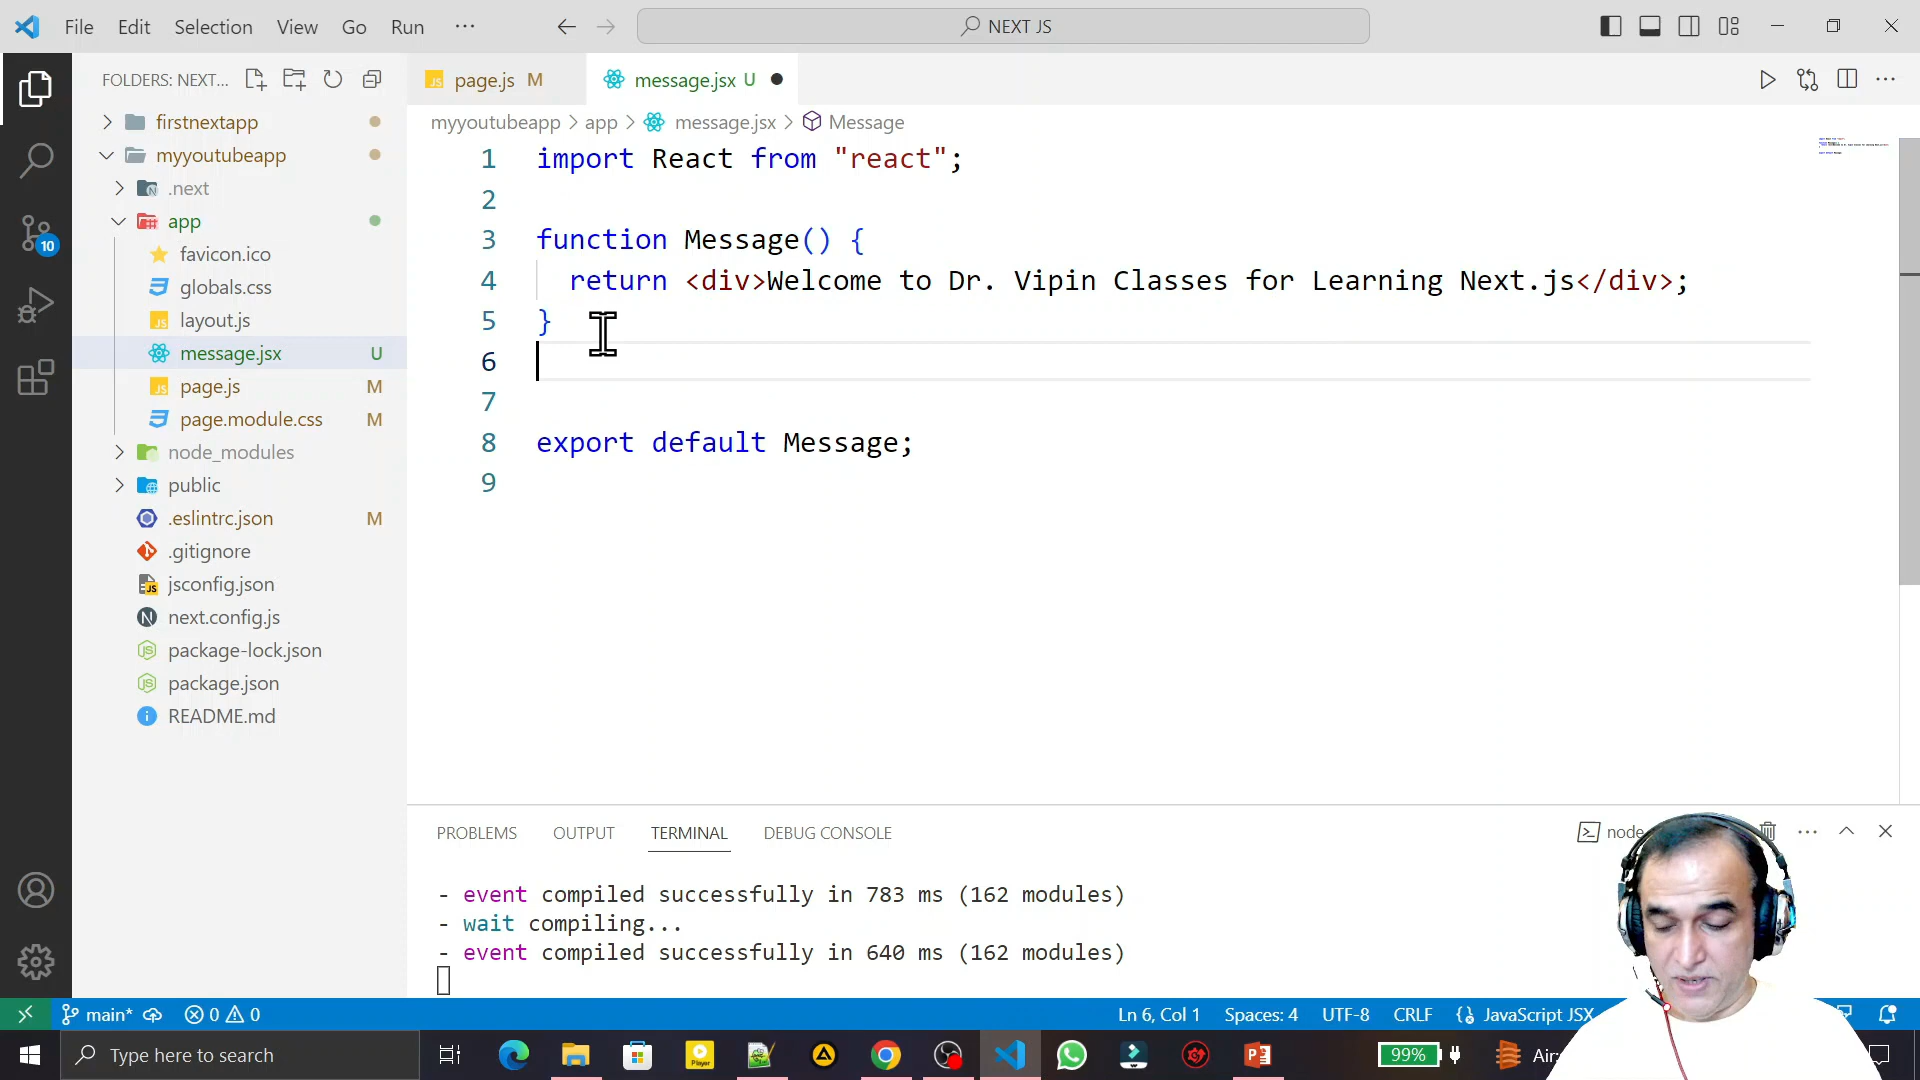 File Edit Selection View Go Run ···
NEXT JS
FOLDERS: NEXT...
page.js M
message.jsx U
myyoutubeapp > app > message.jsx > Message
firstnextapp
myyoutubeapp
.next
app
favicon.ico
globals.css
layout.js
message.jsx U
page.js M
page.module.css M
node_modules
public
.eslintrc.json M
.gitignore
jsconfig.json
next.config.js
package-lock.json
package.json
README.md
1 import React from "react";
2
3 function Message() {
4 return <div>Welcome to Dr. Vipin Classes for Learning Next.js</div>;
5 }
6
7
8 export default Message;
9
PROBLEMS OUTPUT TERMINAL DEBUG CONSOLE
node
- event compiled successfully in 783 ms (162 modules)
- wait compiling...
- event compiled successfully in 640 ms (162 modules)
10
main* 0 0
Ln 6, Col 1 Spaces: 4 UTF-8 CRLF JavaScript JSX
Type here to search
99%
Air: